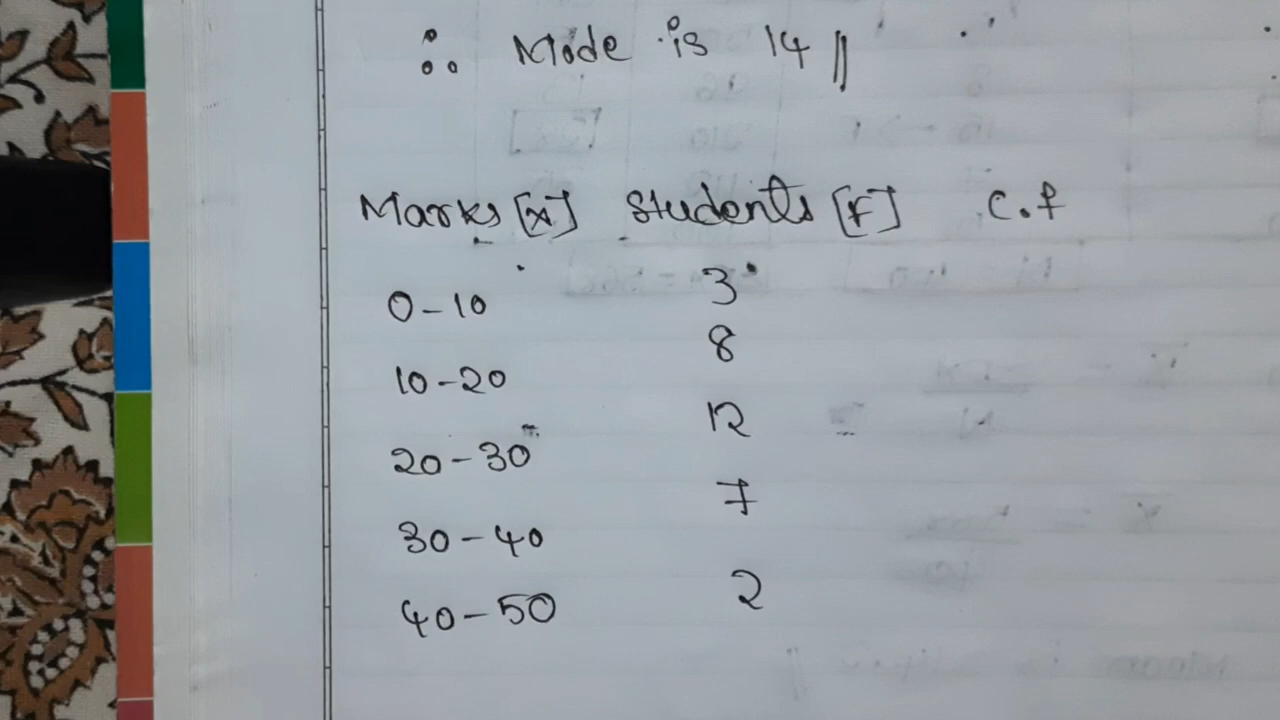 ∴ Mode is 14 //
Marks [x] Students [f] c.f
0-10 3
10-20 8
20-30 12
30-40 7
40-50 2